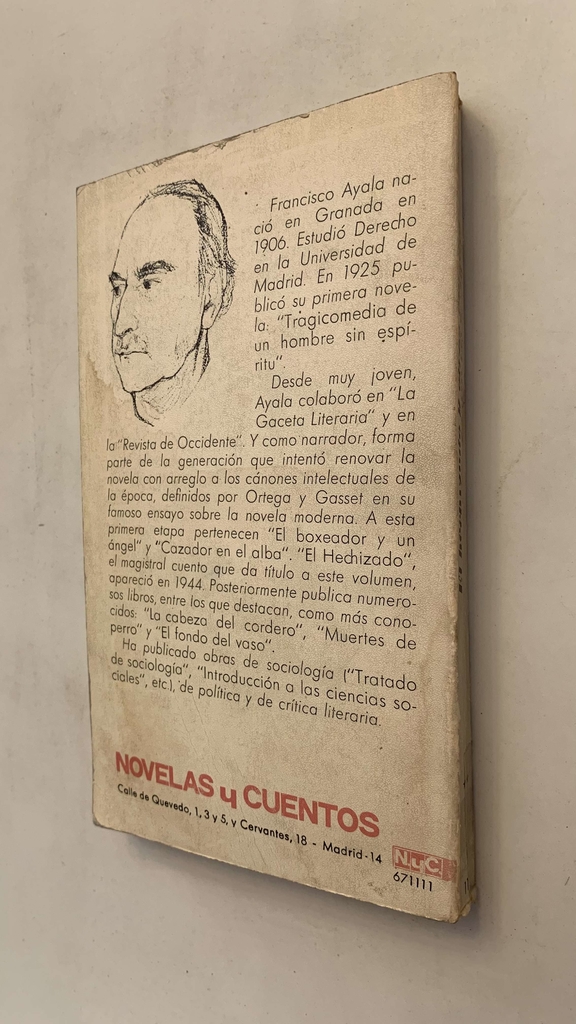 Francisco Ayala na-
ció en Granada en
1906. Estudió Derecho
en la Universidad de
Madrid. En 1925 pu-
blicó su primera nove-
la: "Tragicomedia de
un hombre sin espí-
ritu".
Desde muy joven,
Ayala colaboró en "La
Gaceta Literaria" y en
la "Revista de Occidente". Y como narrador, forma
parte de la generación que intentó renovar la
novela con arreglo a los cánones intelectuales de
la época, definidos por Ortega y Gasset en su
famoso ensayo sobre la novela moderna. A esta
primera etapa pertenecen "El boxeador y un
ángel" y "Cazador en el alba". "El Hechizado",
el magistral cuento que da título a este volumen,
apareció en 1944. Posteriormente publica numero-
sos libros, entre los que destacan, como más cono-
cidos: "La cabeza del cordero", "Muertes de
perro" y "El fondo del vaso".
Ha publicado obras de sociología ("Tratado
de sociología", "Introducción a las ciencias so-
ciales", etc.), de política y de crítica literaria.
NOVELAS y CUENTOS
Calle de Quevedo, 1, 3 y 5, y Cervantes, 18 - Madrid-14
NyC
671111